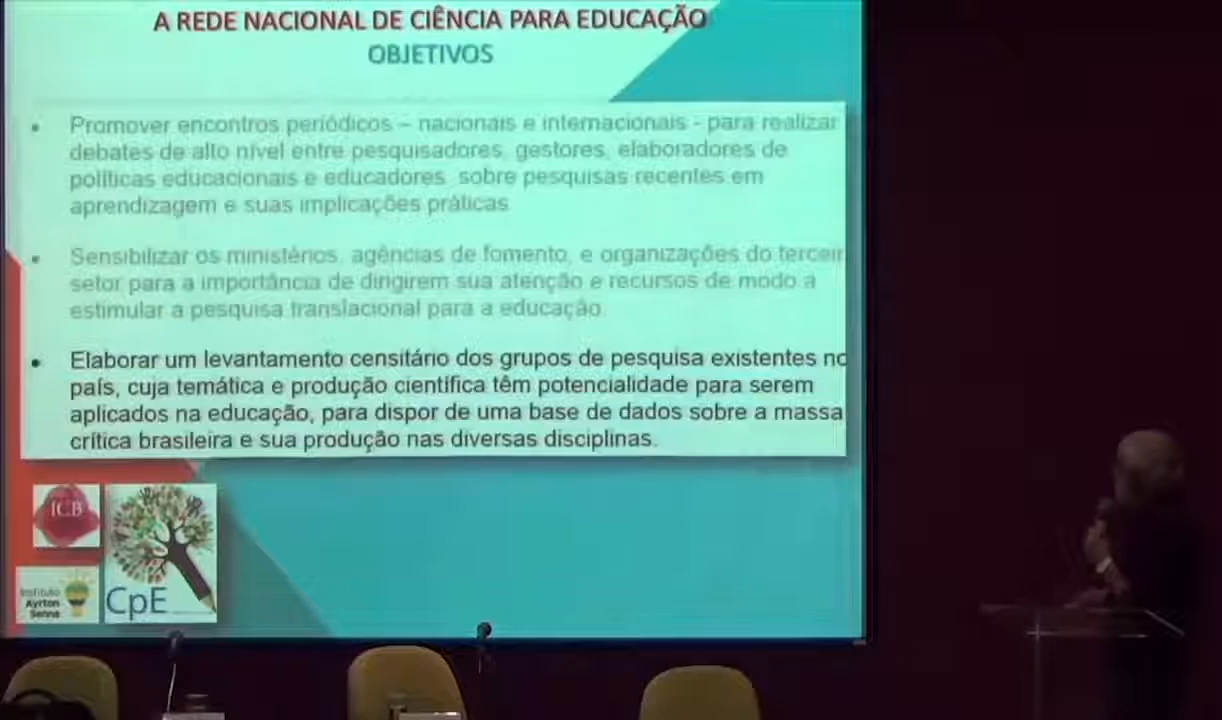 A REDE NACIONAL DE CIÊNCIA PARA EDUCAÇÃO
OBJETIVOS
• Promover encontros periódicos – nacionais e internacionais - para realizar
debates de alto nível entre pesquisadores, gestores, elaboradores de
políticas educacionais e educadores, sobre pesquisas recentes em
aprendizagem e suas implicações práticas.
• Sensibilizar os ministérios, agências de fomento, e organizações do terceir
setor para a importância de dirigirem sua atenção e recursos de modo a
estimular a pesquisa translacional para a educação.
• Elaborar um levantamento censitário dos grupos de pesquisa existentes no
país, cuja temática e produção científica têm potencialidade para serem
aplicados na educação, para dispor de uma base de dados sobre a massa
crítica brasileira e sua produção nas diversas disciplinas.
ICB
Instituto
Ayrton
Senna
CpE